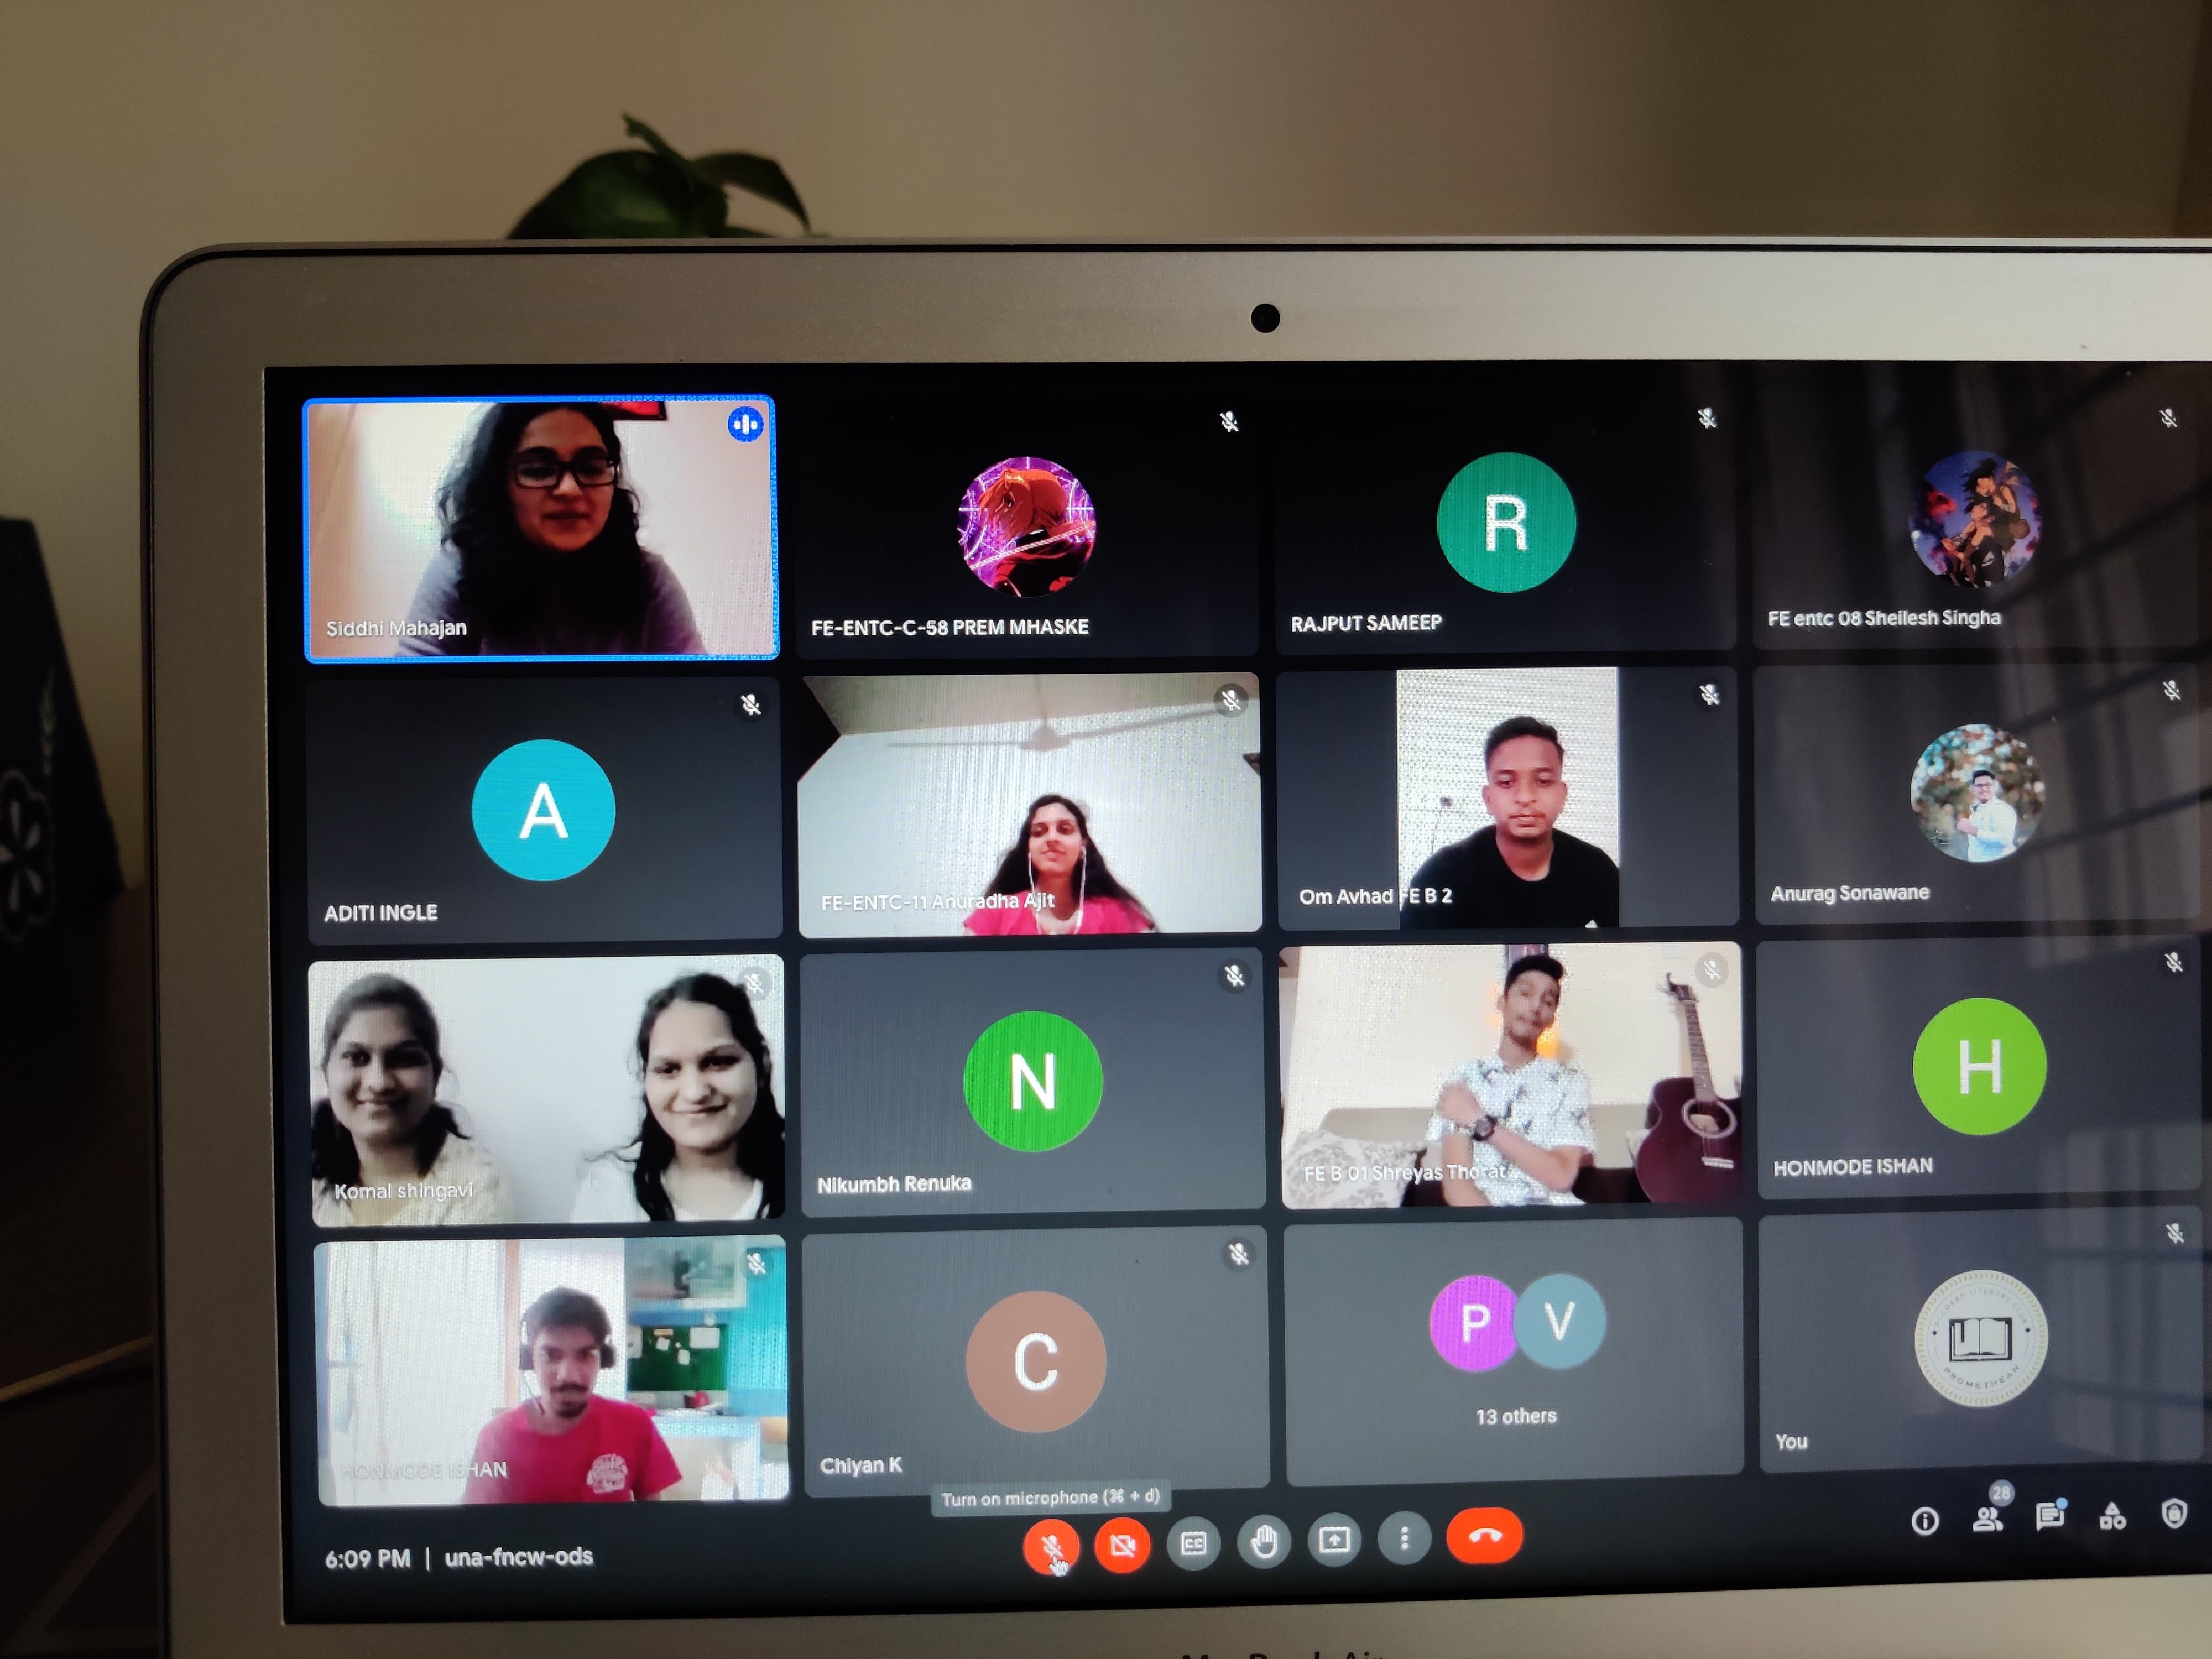 Siddhi Mahajan
FE-ENTC-C-58 PREM MHASKE
R
RAJPUT SAMEEP
FE entc 08 Sheilesh Singha
A
ADITI INGLE
FE-ENTC-11 Anuradha Ajit
Om Avhad FE B 2
Anurag Sonawane
Komal shingavi
N
Nikumbh Renuka
FE B 01 Shreyas Thorat
H
HONMODE ISHAN
HONMODE ISHAN
C
Chiyan K
P V
13 others
PROMETHEAN
You
Turn on microphone (⌘ + d)
6:09 PM | una-fncw-ods
CC
28